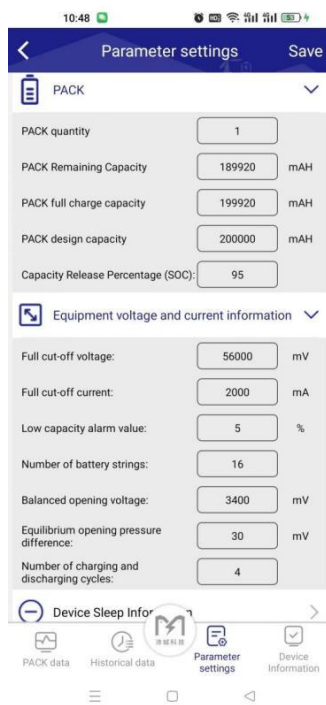 10:48
Parameter settings
Save
PACK
PACK quantity
1
PACK Remaining Capacity
189920
mAH
PACK full charge capacity
199920
mAH
PACK design capacity
200000
mAH
Capacity Release Percentage (SOC):
95
Equipment voltage and current information
Full cut-off voltage:
56000
mV
Full cut-off current:
2000
mA
Low capacity alarm value:
5
%
Number of battery strings:
16
Balanced opening voltage:
3400
mV
Equilibrium opening pressure
difference:
30
mV
Number of charging and
discharging cycles:
4
Device Sleep
PACK data
Historical data
Parameter
settings
Device
Information